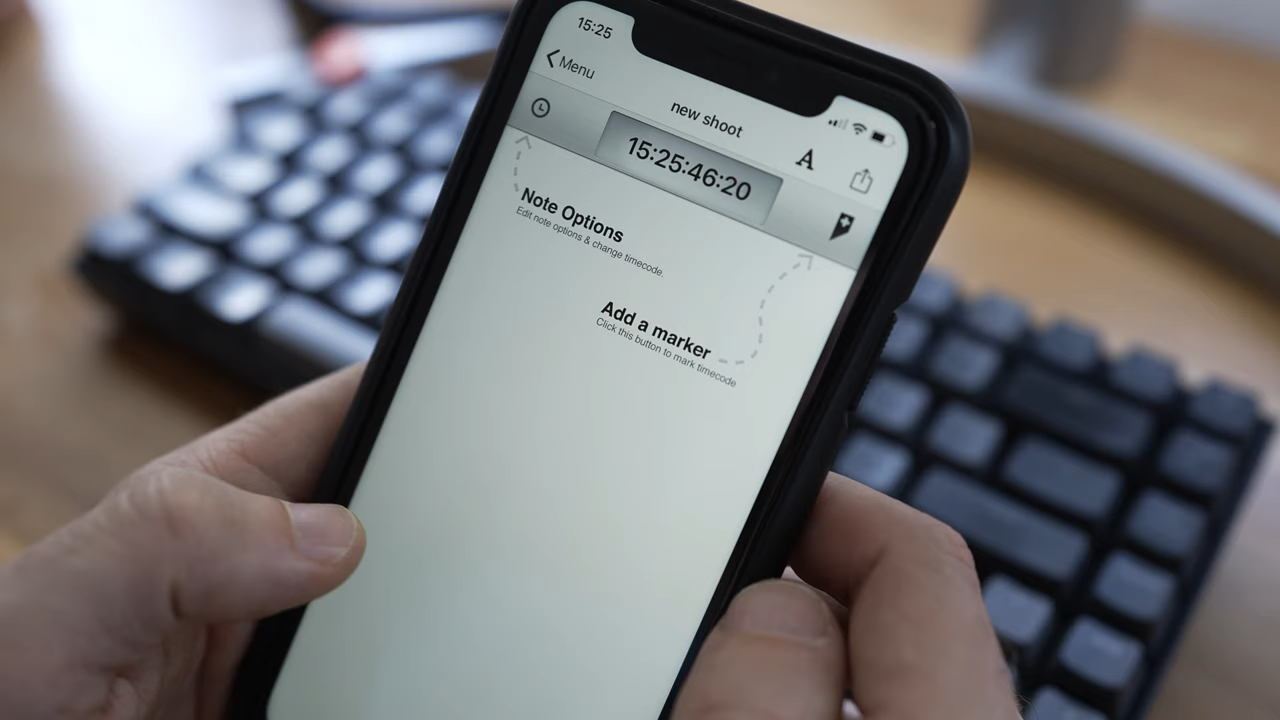 15:25
Menu
new shoot
A
15:25:46:20
Note Options
Edit note options & change timecode.
Add a marker
Click this button to mark timecode